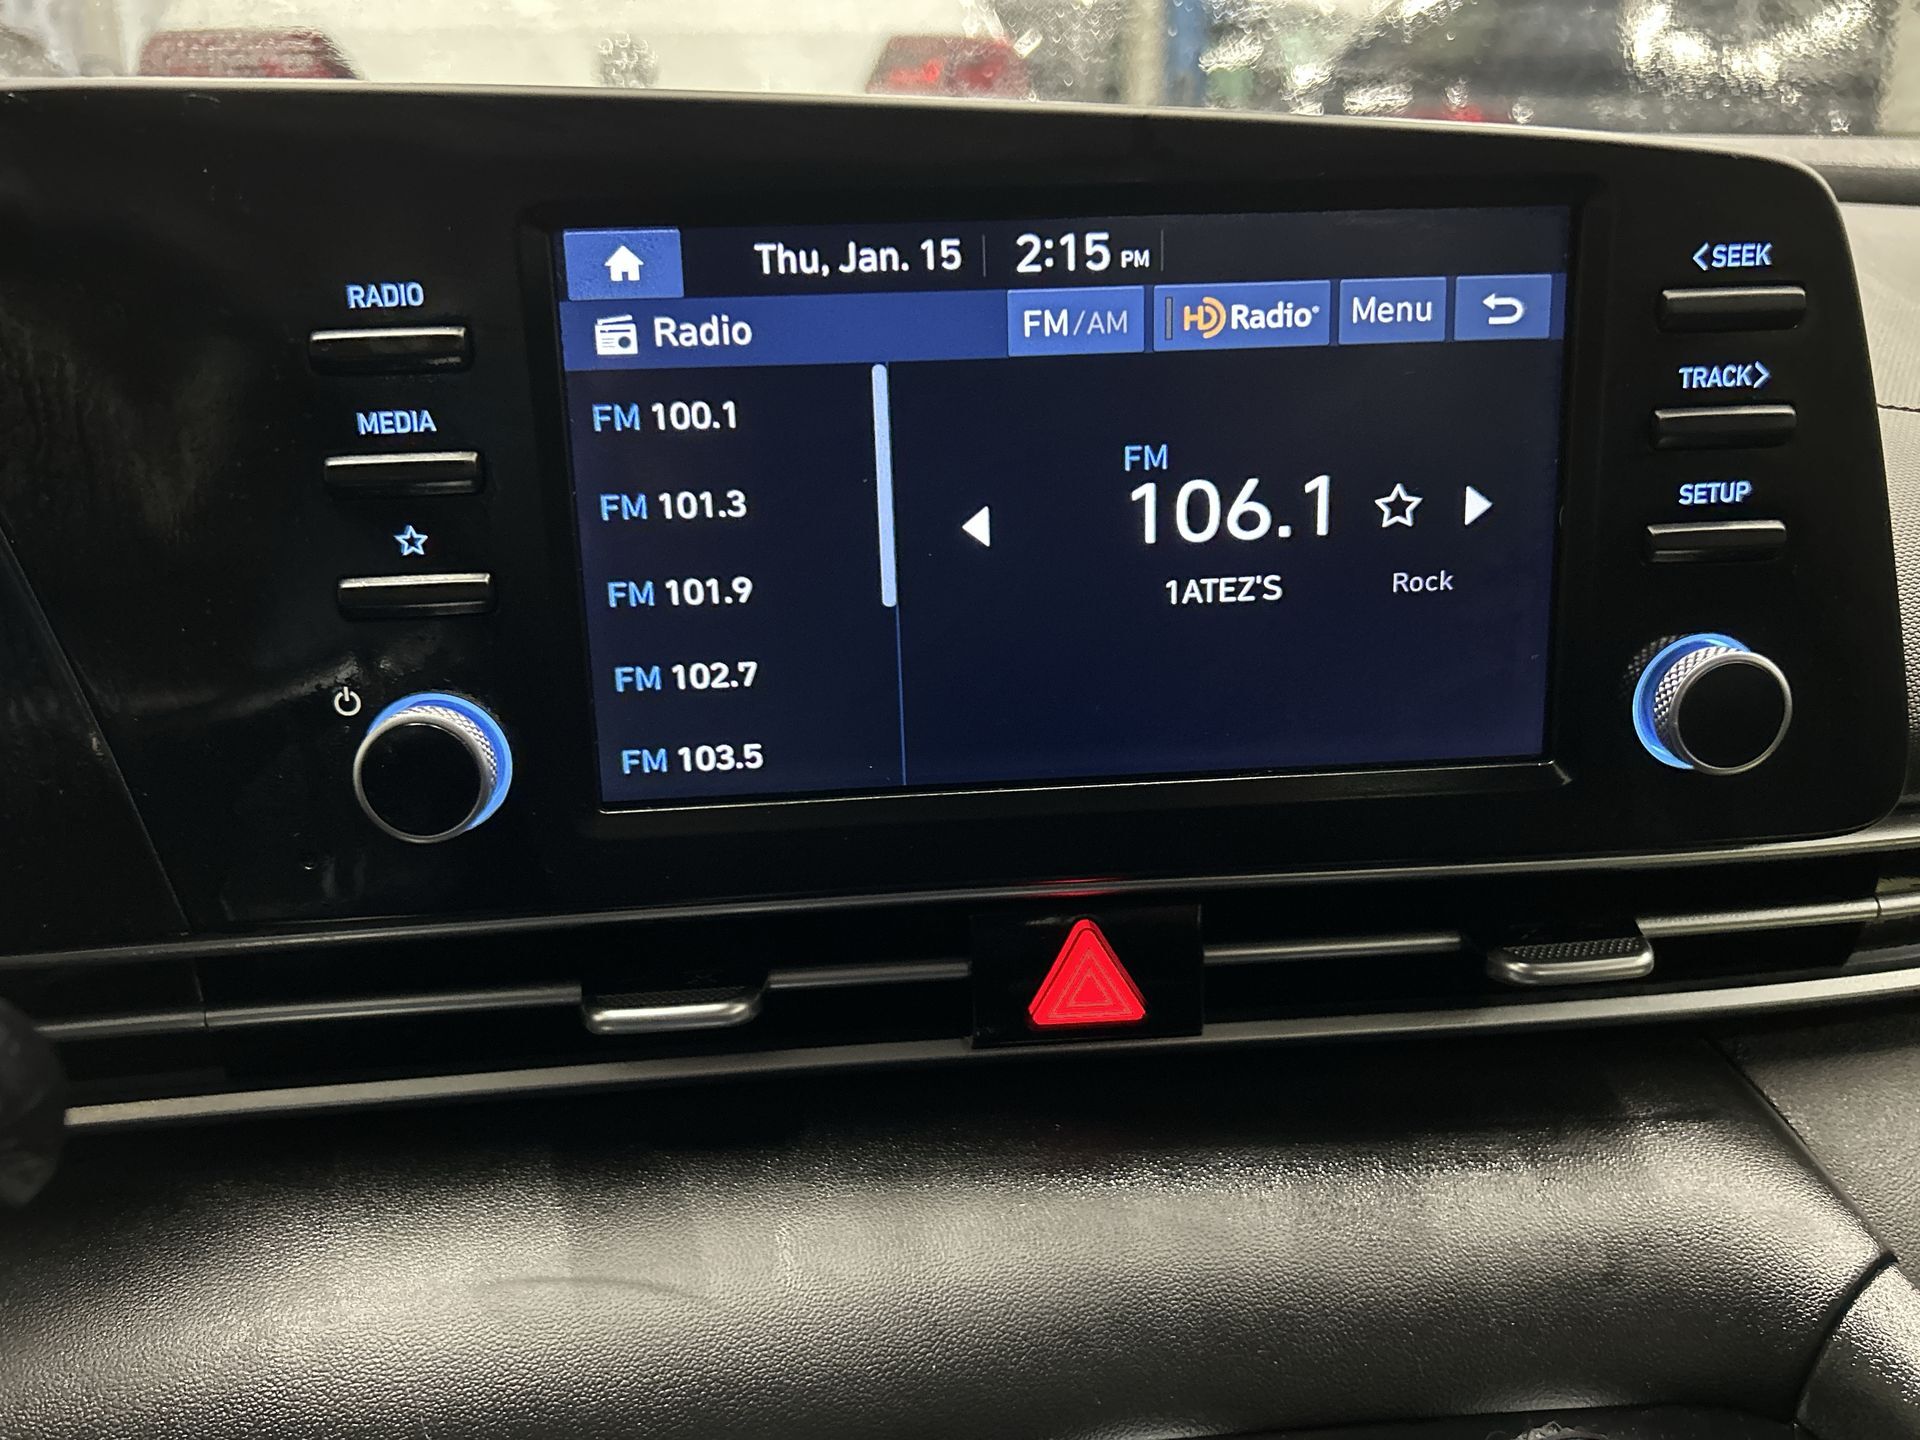 Thu, Jan. 15 2:15 PM
RADIO
MEDIA
Radio
FM/AM
HD Radio®
Menu
FM 100.1
FM 101.3
FM 101.9
FM 102.7
FM 103.5
FM
106.1
1ATEZ'S
Rock
<SEEK
TRACK>
SETUP